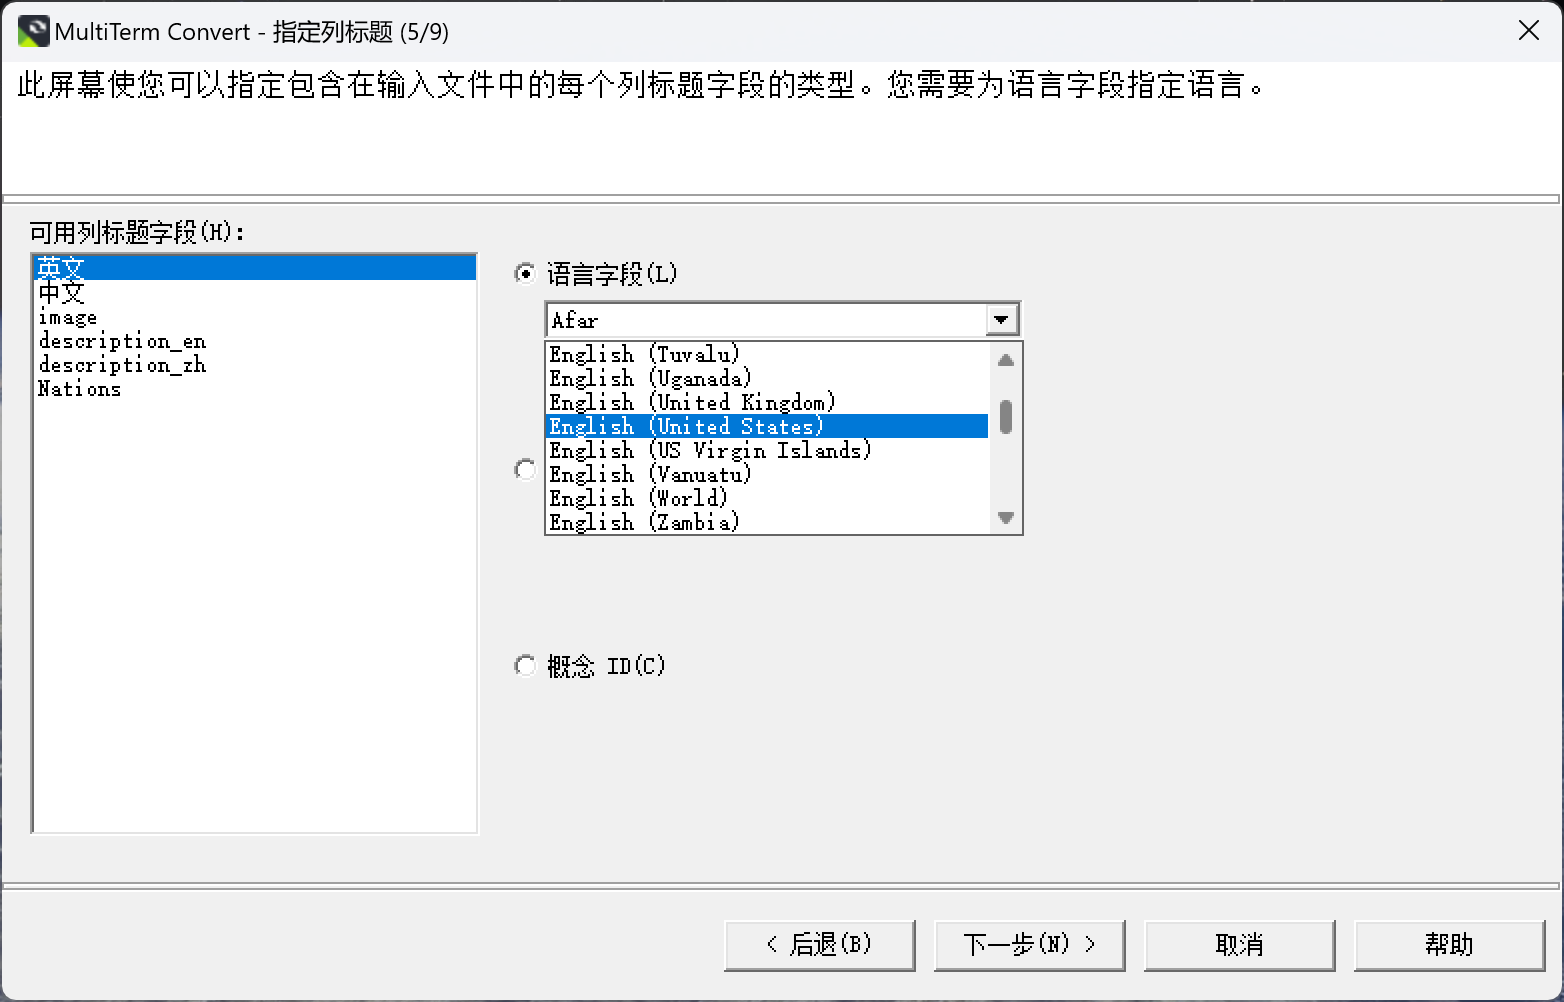 MultiTerm Convert - 指定列标题 (5/9)
此屏幕使您可以指定包含在输入文件中的每个列标题字段的类型。您需要为语言字段指定语言。
可用列标题字段(H):
英文
中文
image
description_en
description_zh
Nations
语言字段(L)
Afar
English (Tuvalu)
English (Uganada)
English (United Kingdom)
English (United States)
English (US Virgin Islands)
English (Vanuatu)
English (World)
English (Zambia)
概念 ID(C)
< 后退(B)
下一步(N) >
取消
帮助